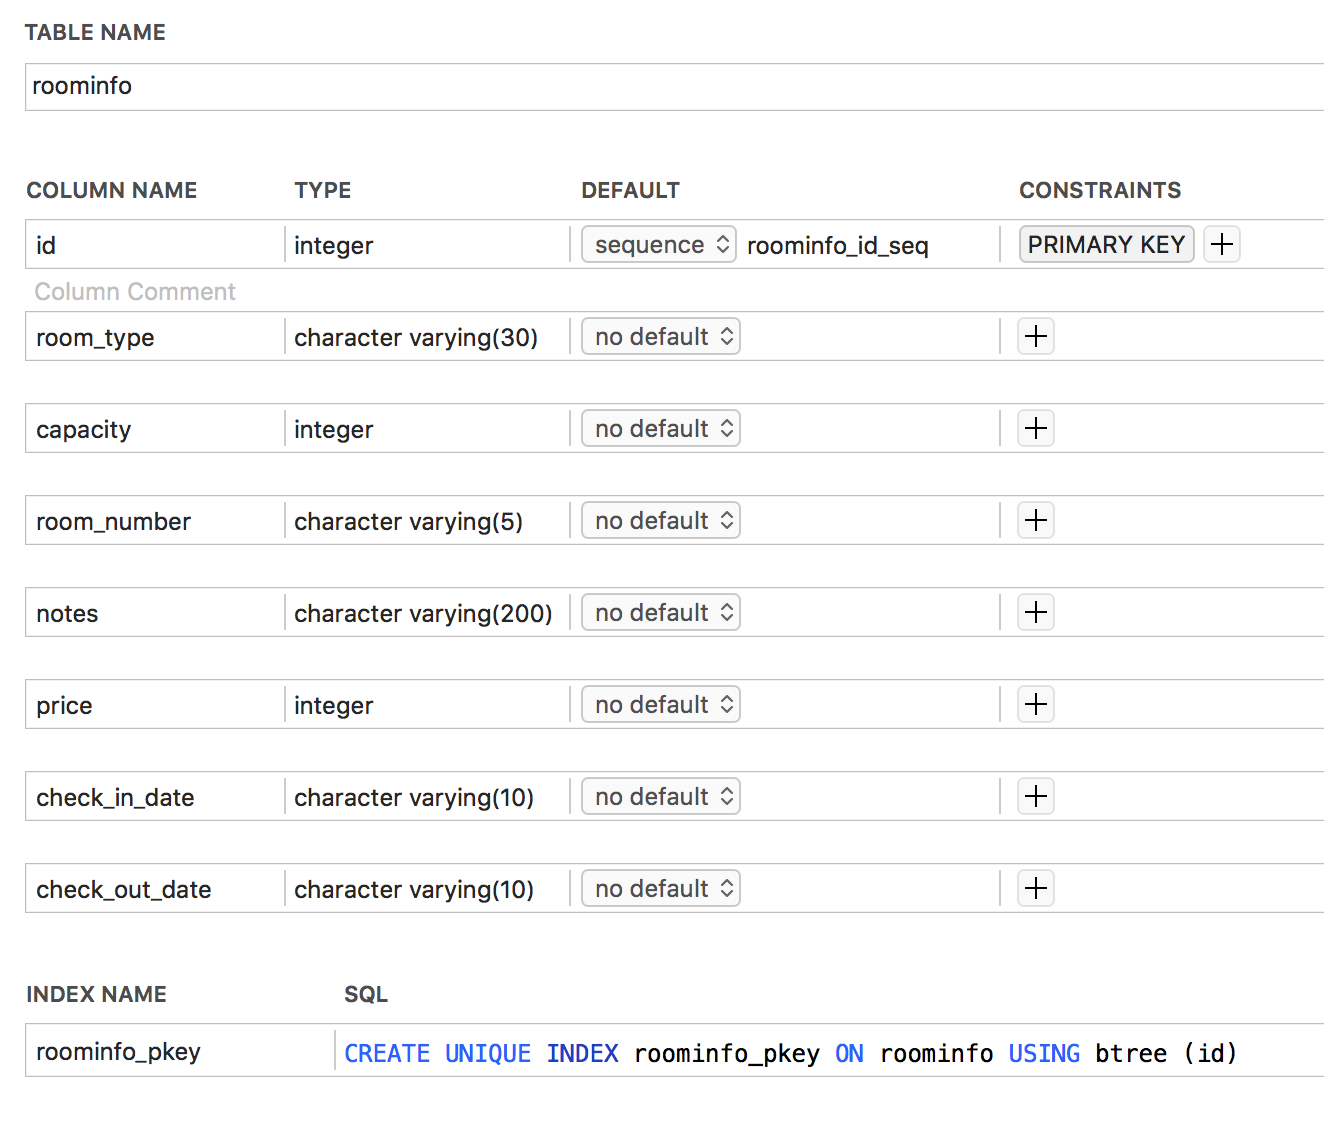 TABLE NAME
roominfo
COLUMN NAME TYPE DEFAULT CONSTRAINTS
id integer sequence roominfo_id_seq PRIMARY KEY +
Column Comment
room_type character varying(30) no default +
capacity integer no default +
room_number character varying(5) no default +
notes character varying(200) no default +
price integer no default +
check_in_date character varying(10) no default +
check_out_date character varying(10) no default +
INDEX NAME SQL
roominfo_pkey CREATE UNIQUE INDEX roominfo_pkey ON roominfo USING btree (id)